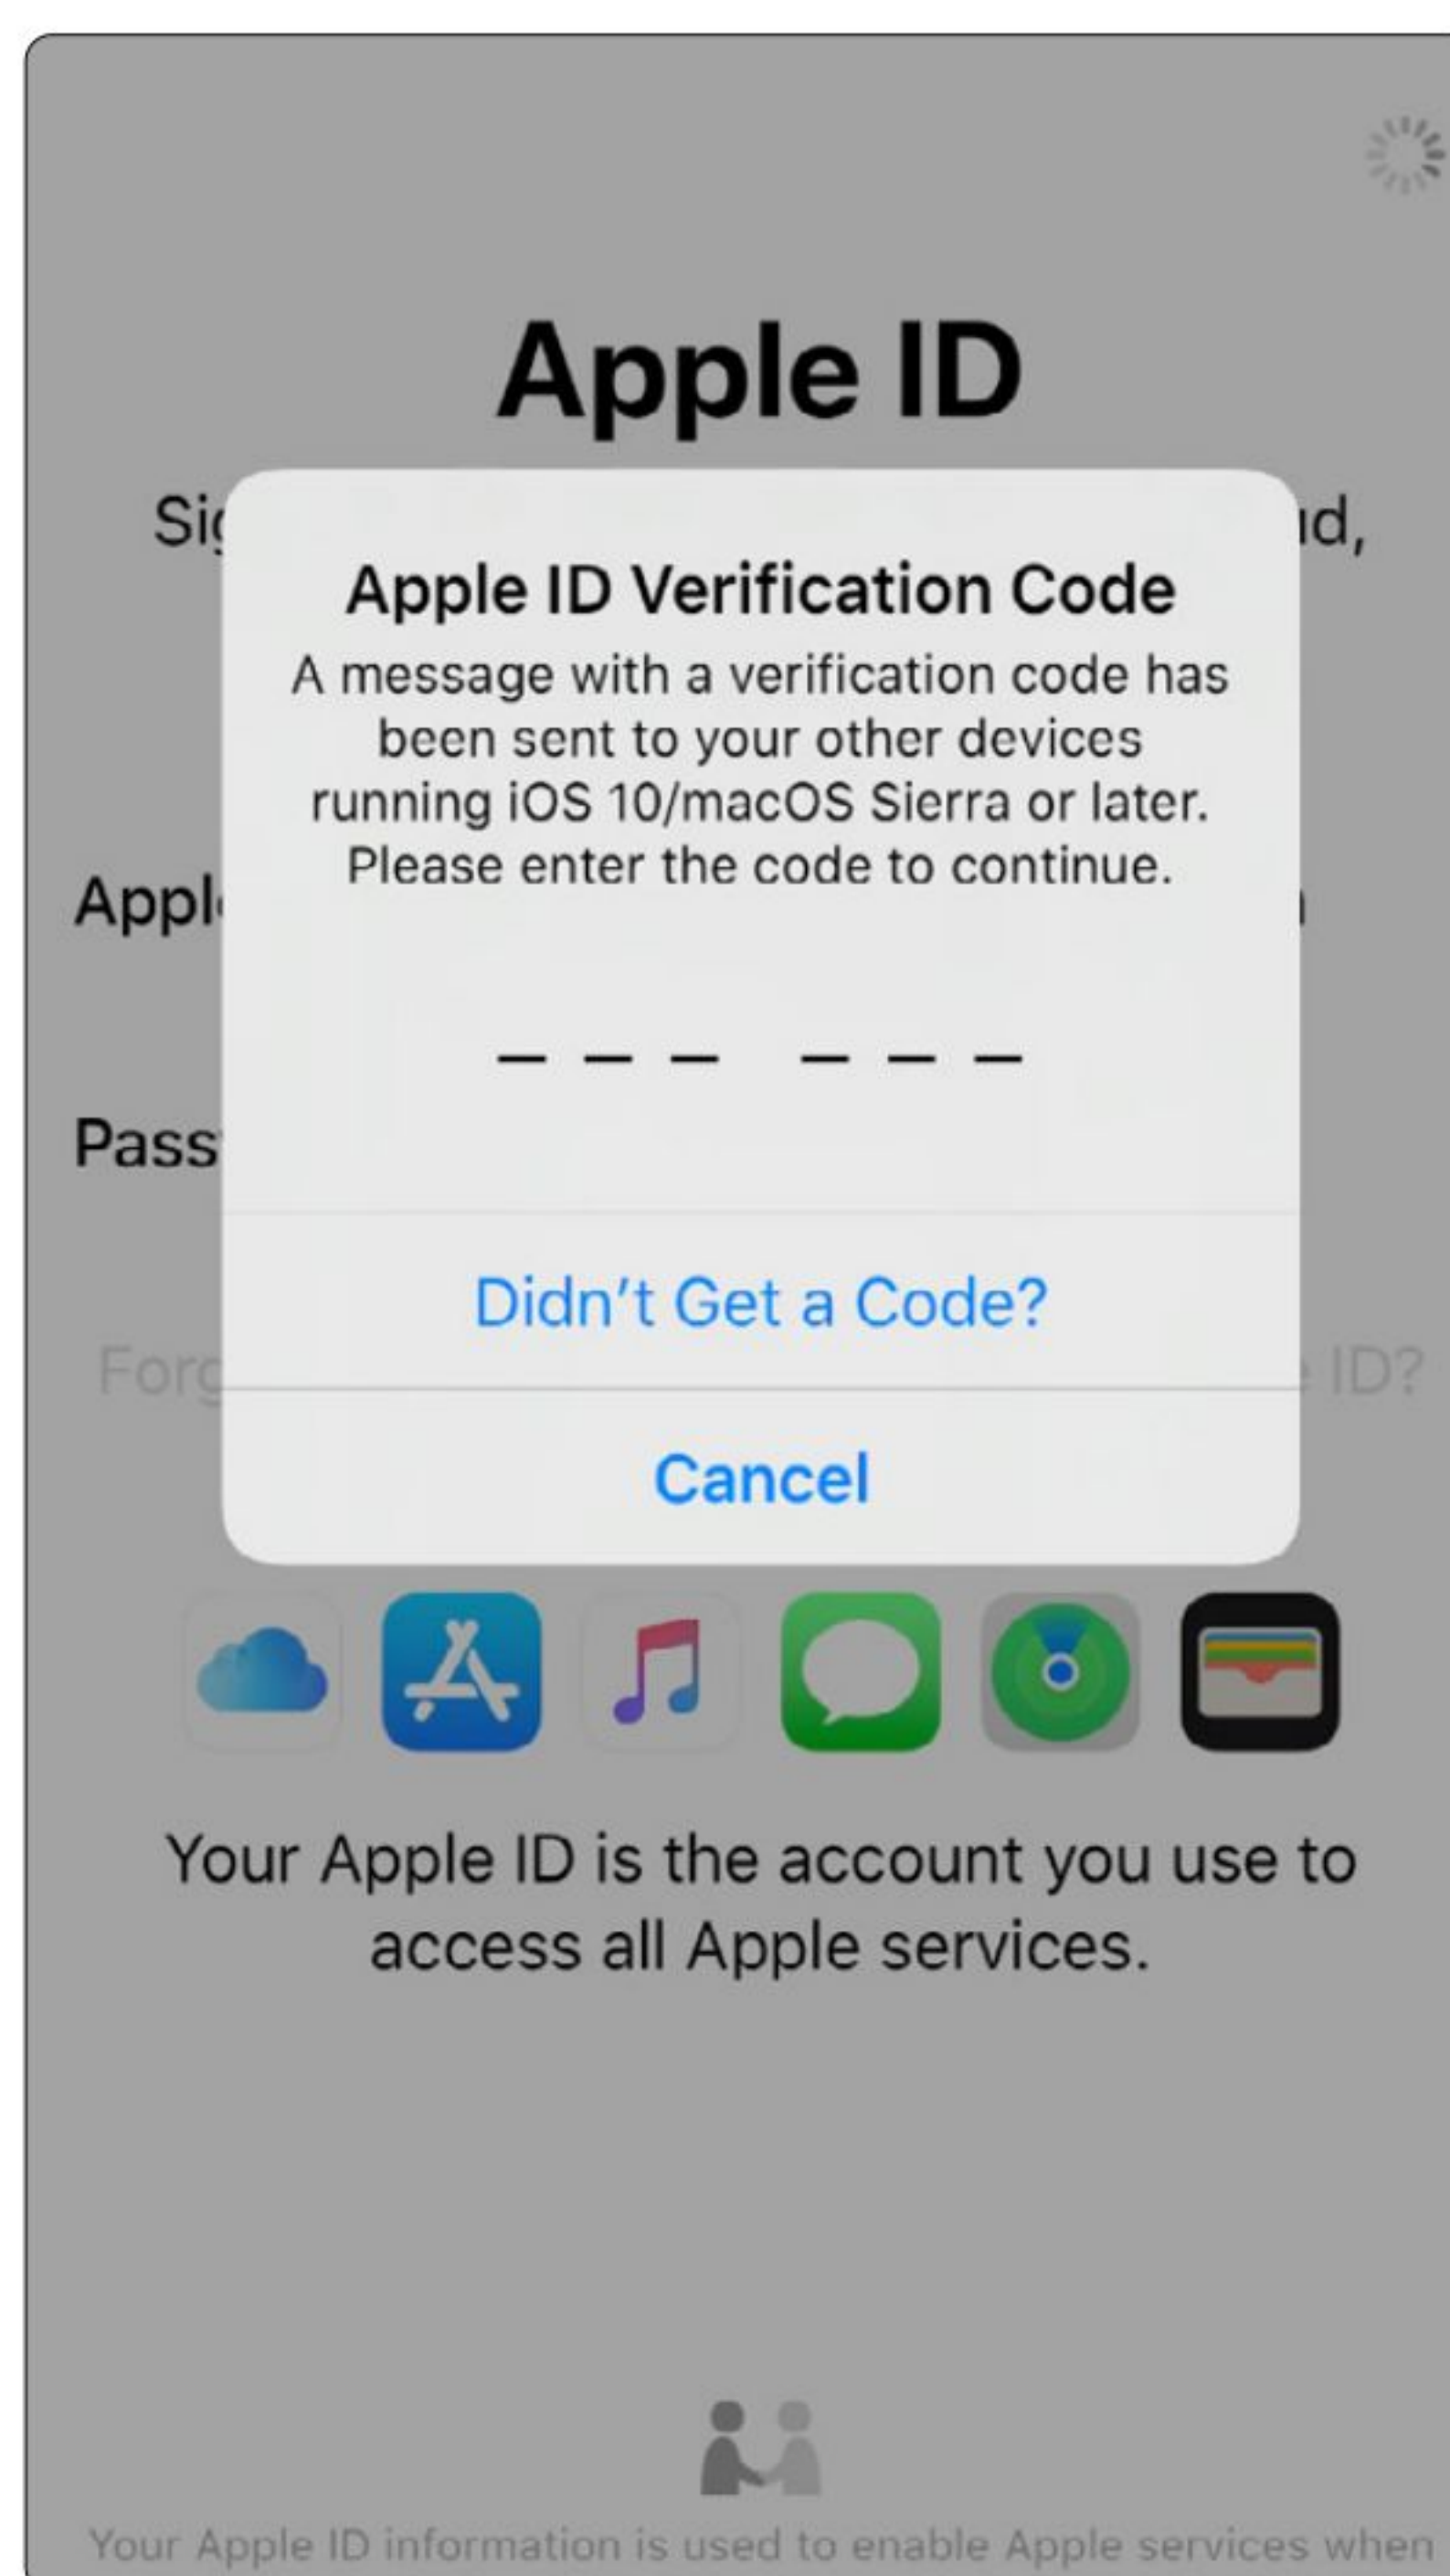 Apple ID
Apple ID Verification Code
A message with a verification code has
been sent to your other devices
running iOS 10/macOS Sierra or later.
Please enter the code to continue.
Didn't Get a Code?
ID?
Cancel
Your Apple ID is the account you use to
access all Apple services.
Your Apple ID information is used to enable Apple services when